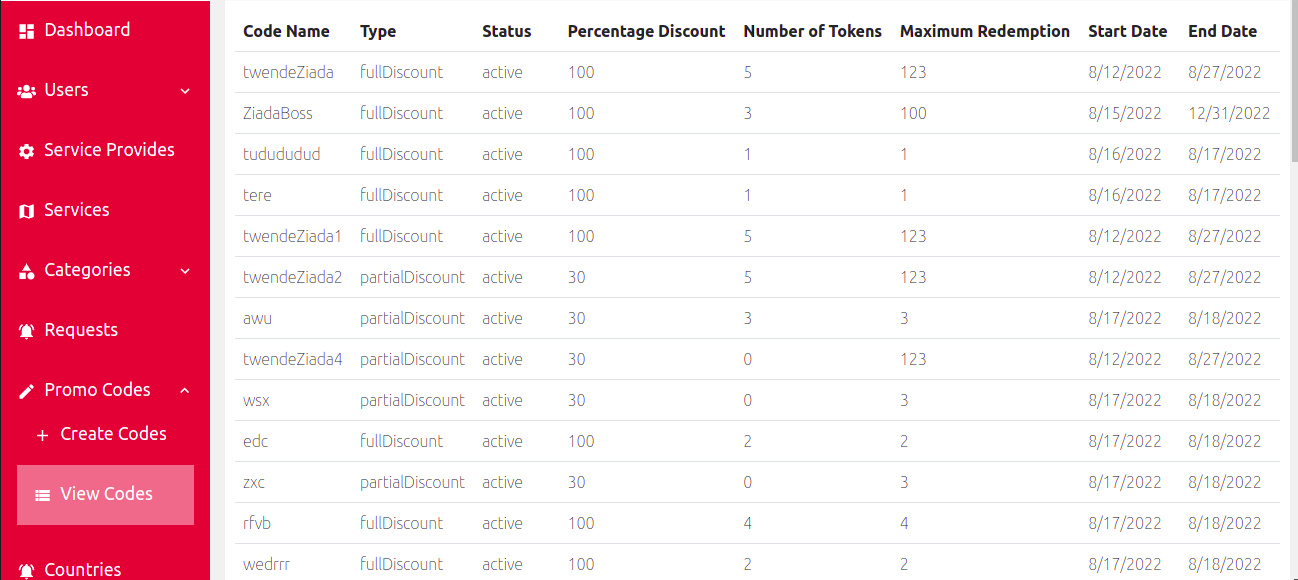 Dashboard
Users
Service Provides
Services
Categories
Requests
Promo Codes
Create Codes
View Codes
Countries
Code Name Type Status Percentage Discount Number of Tokens Maximum Redemption Start Date End Date
twendeZiada fullDiscount active 100 5 123 8/12/2022 8/27/2022
ZiadaBoss fullDiscount active 100 3 100 8/15/2022 12/31/2022
tudududud fullDiscount active 100 1 1 8/16/2022 8/17/2022
tere fullDiscount active 100 1 1 8/16/2022 8/17/2022
twendeZiada1 fullDiscount active 100 5 123 8/12/2022 8/27/2022
twendeZiada2 partialDiscount active 30 5 123 8/12/2022 8/27/2022
awu partialDiscount active 30 3 3 8/17/2022 8/18/2022
twendeZiada4 partialDiscount active 30 0 123 8/12/2022 8/27/2022
wsx partialDiscount active 30 0 3 8/17/2022 8/18/2022
edc fullDiscount active 100 2 2 8/17/2022 8/18/2022
zxc partialDiscount active 30 0 3 8/17/2022 8/18/2022
rfvb fullDiscount active 100 4 4 8/17/2022 8/18/2022
wedrrr fullDiscount active 100 2 2 8/17/2022 8/18/2022